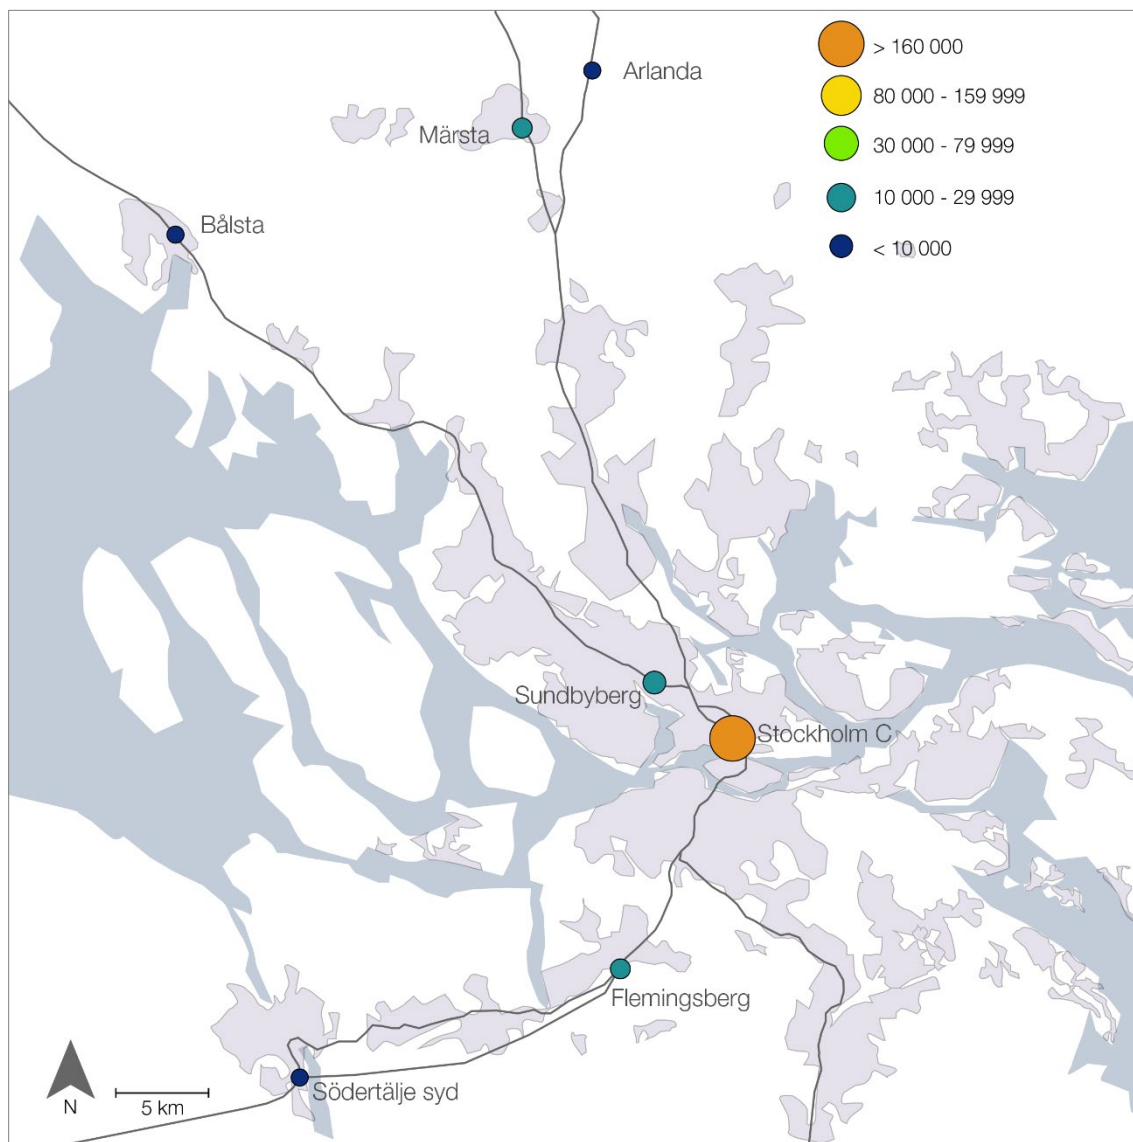 > 160 000
Arlanda
80 000 - 159 999
Märsta
30 000 - 79 999
10 000 - 29 999
Bålsta
< 10 000
Sundbyberg
Stockholm C
Flemingsberg
Södertälje syd
N
5 km